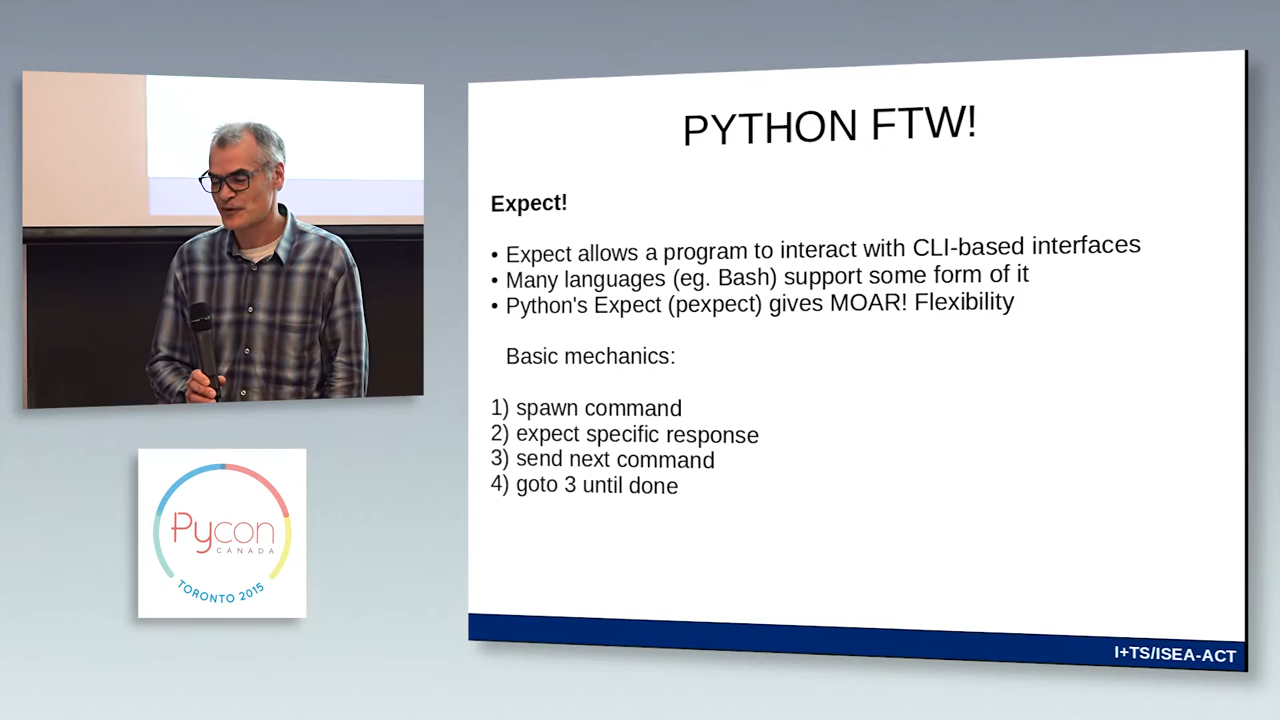 PYTHON FTW!
Expect!
• Expect allows a program to interact with CLI-based interfaces
• Many languages (eg. Bash) support some form of it
• Python's Expect (pexpect) gives MOAR! Flexibility
Basic mechanics:
1) spawn command
2) expect specific response
3) send next command
4) goto 3 until done
I+TS/ISEA-ACT
Pycon
CANADA
TORONTO 2015